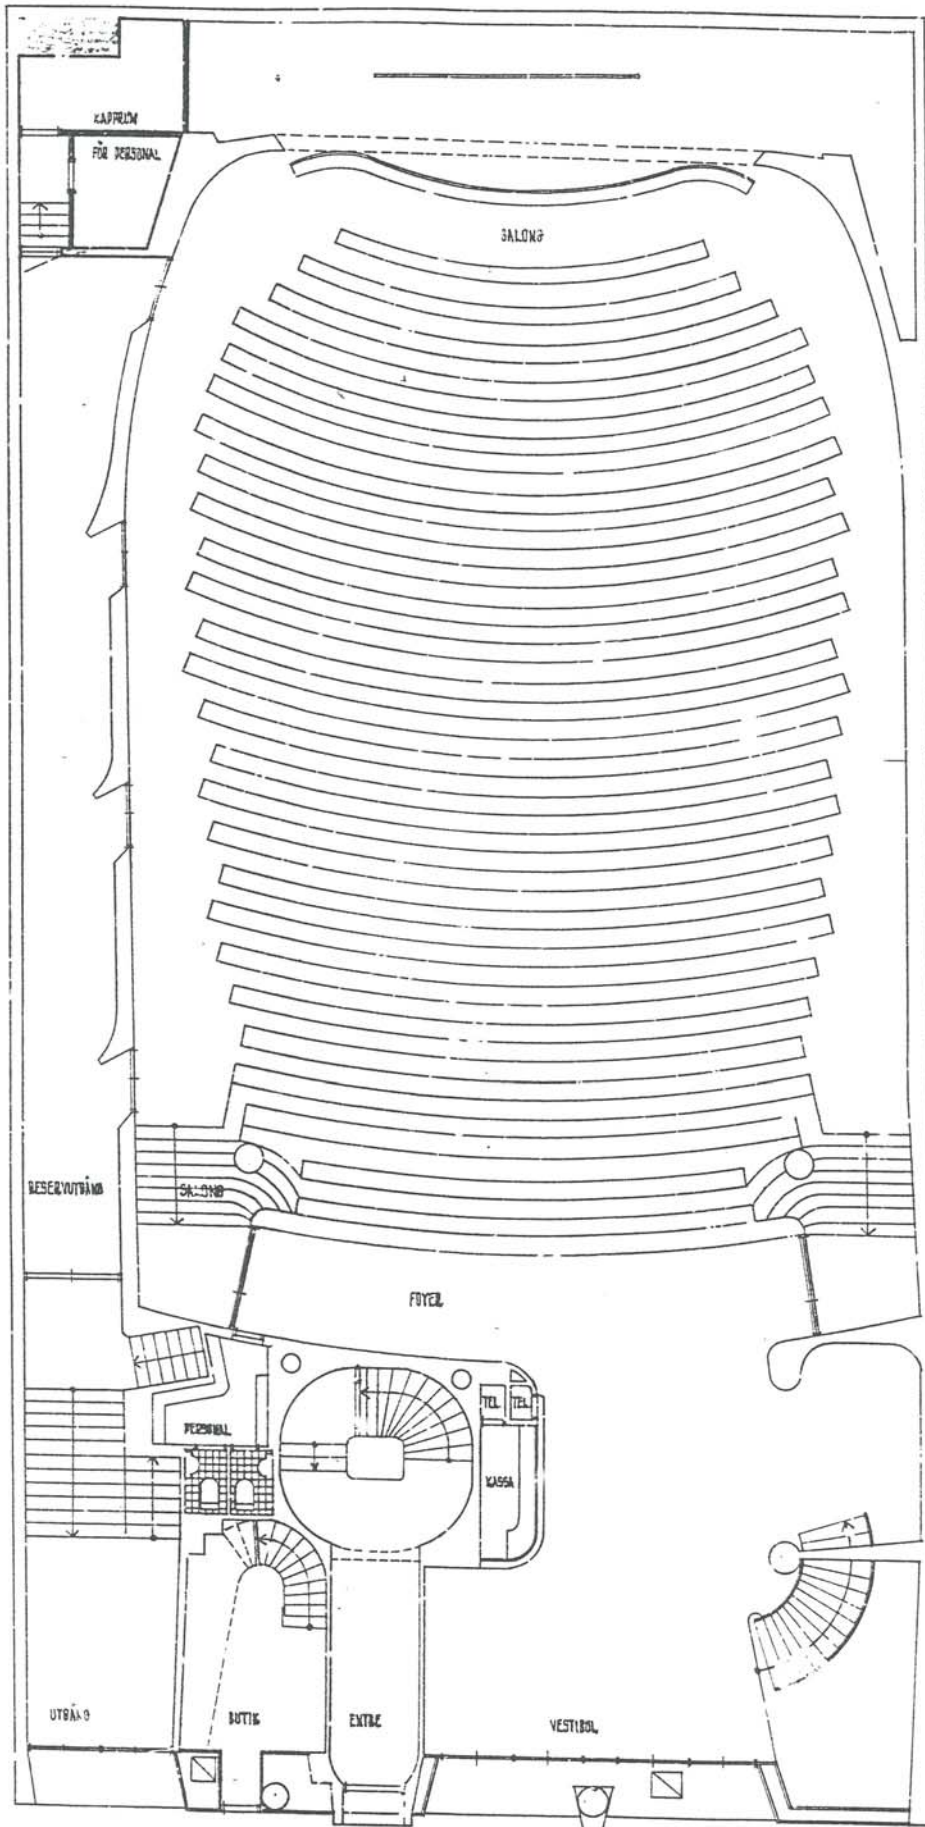 KAPPRUM
FÖR PERSONAL
SALONG
RESERVUTGÅNG
SALONG
FOYER
TEL.
TEL.
PERSONAL
KASSA
UTGÅNG
BUTIK
ENTRE
VESTIBUL